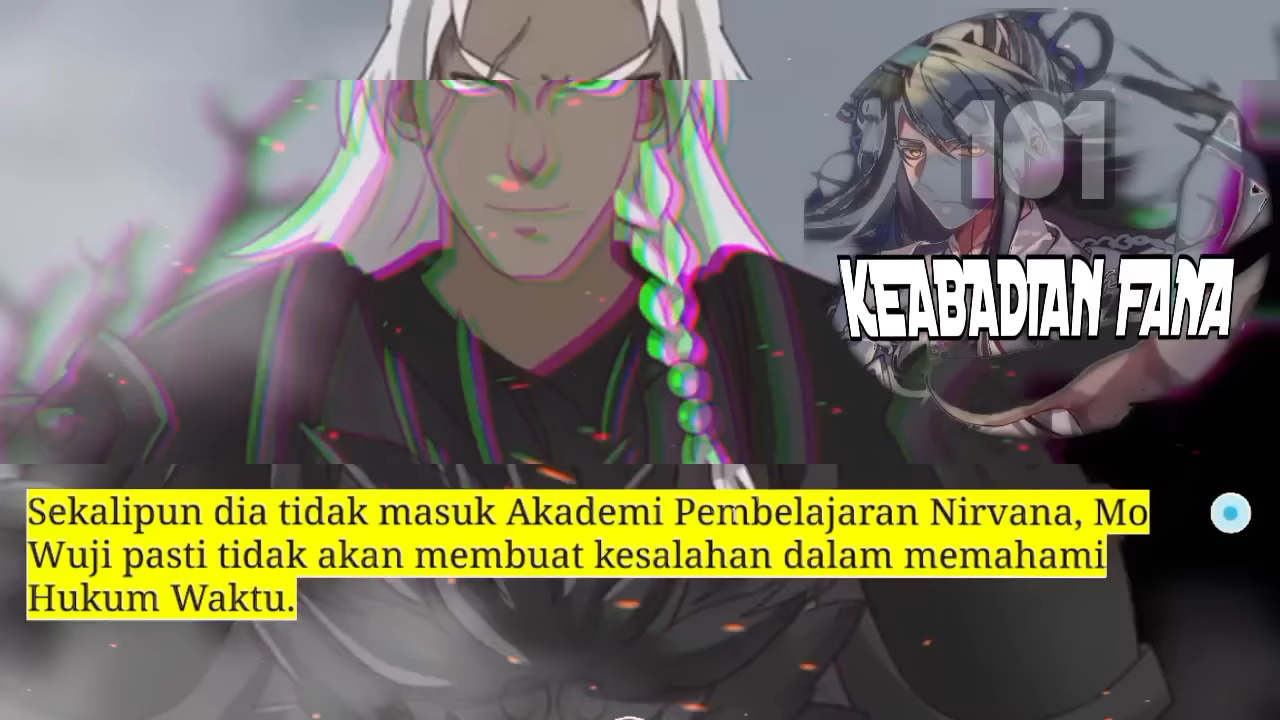 101
KEABADIAN FANA
Sekalipun dia tidak masuk Akademi Pembelajaran Nirvana, Mo
Wuji pasti tidak akan membuat kesalahan dalam memahami
Hukum Waktu.